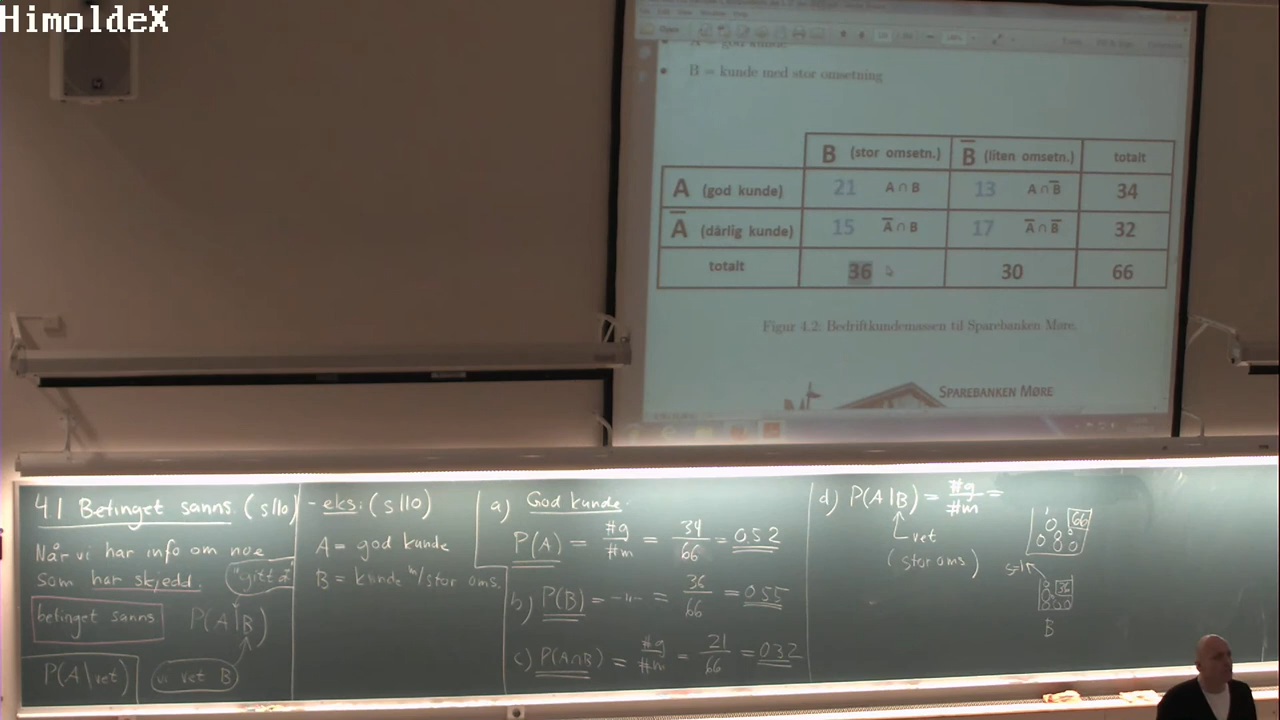 HimoldeX
A = god kunde
B = kunde med stor omsetning
B (stor omsetn.) B̅ (liten omsetn.) totalt
A (god kunde) 21 A ∩ B 13 A ∩ B̅ 34
A̅ (dårlig kunde) 15 A̅ ∩ B 17 A̅ ∩ B̅ 32
totalt 36 30 66
Figur 4.2: Bedriftkundemassen til Sparebanken Møre.
SPAREBANKEN MØRE
4.1 Betinget sanns. (s110)
Når vi har info om noe
som har skjedd.
"gitt at"
betinget sanns P(A|B)
P(A|vet) vi vet B
- eks: (s110)
A = god kunde
B = kunde m/stor oms.
a) God kunde:
P(A) = #g/#m = 34/66 = 0.52
b) P(B) = -"- = 36/66 = 0.55
c) P(A∩B) = #g/#m = 21/66 = 0.32
d) P(A|B) = #g/#m =
vet
(stor oms)
66
36
B